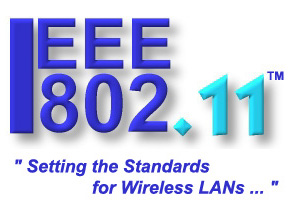 IEEE
802.11™
" Setting the Standards
for Wireless LANs ... "